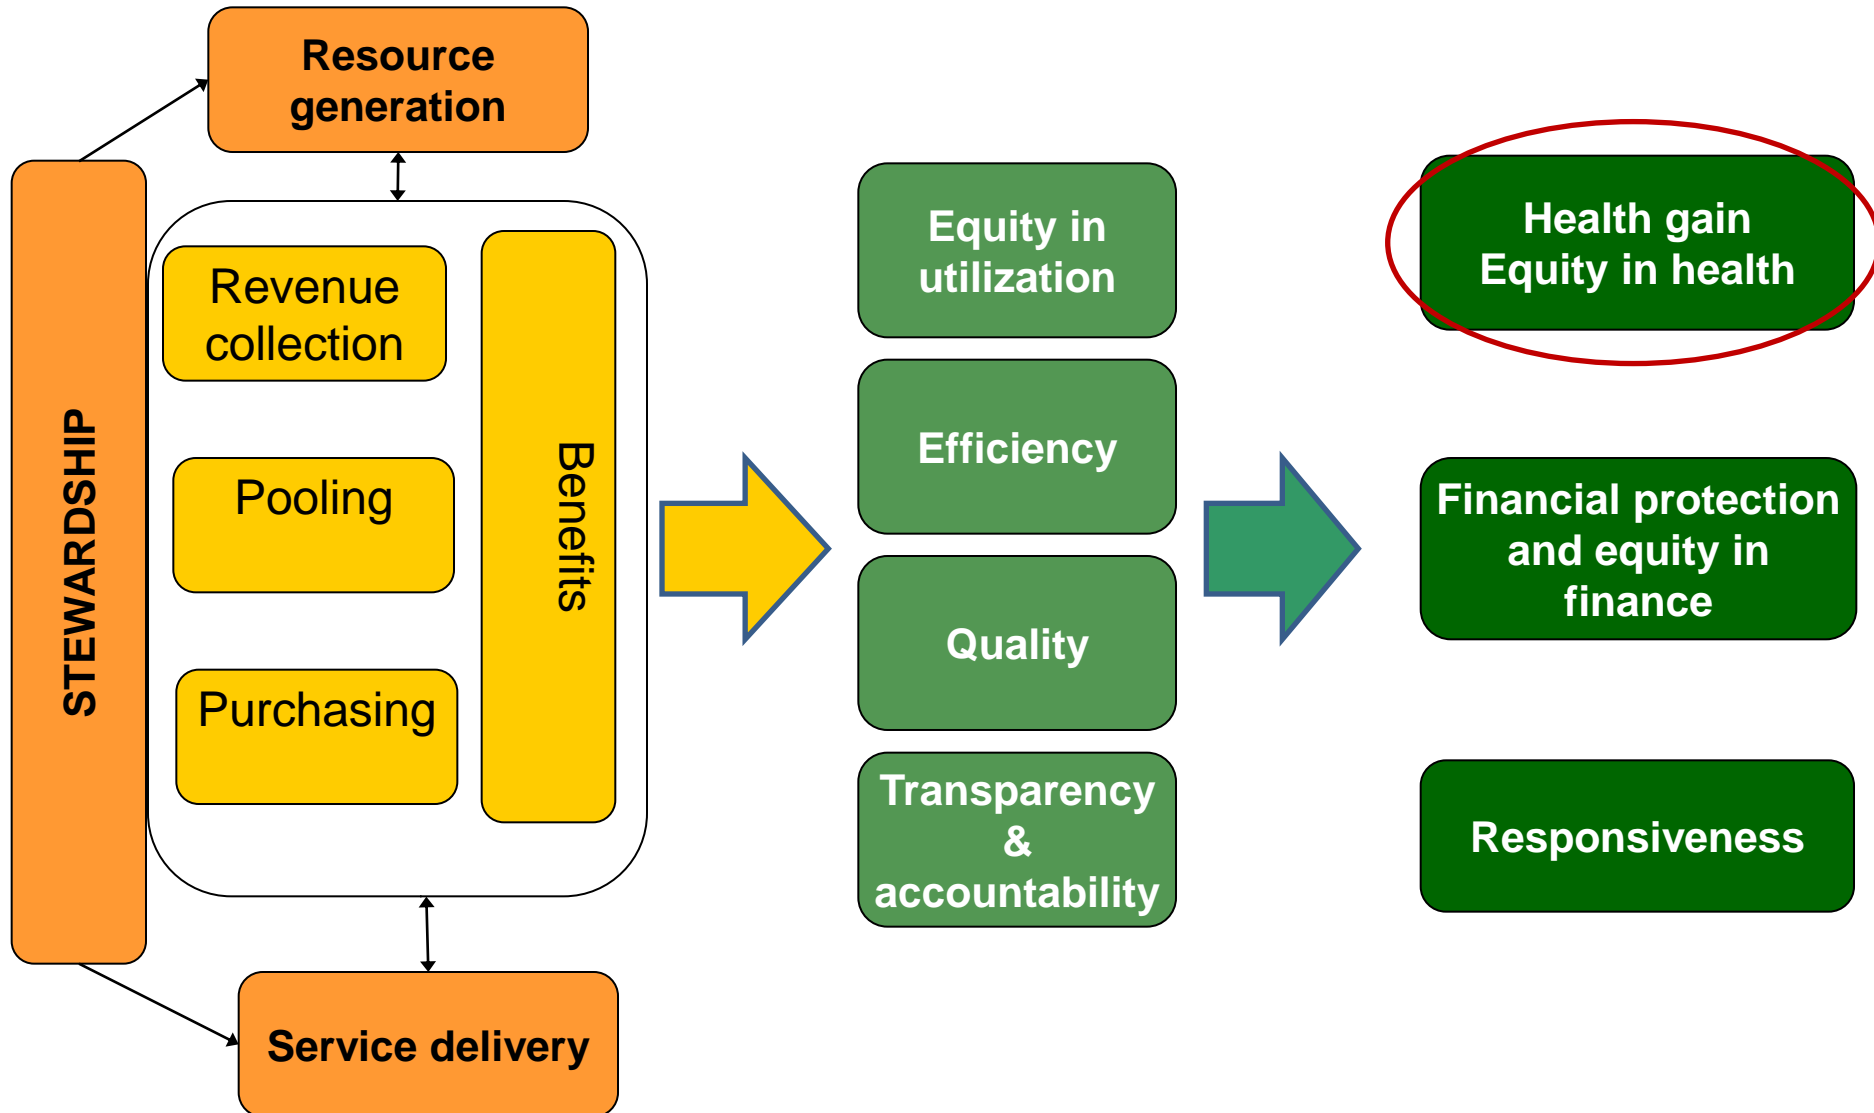 Resource
generation
STEWARDSHIP
Revenue
collection
Pooling
Purchasing
Benefits
Service delivery
Equity in
utilization
Efficiency
Quality
Transparency
&
accountability
Health gain
Equity in health
Financial protection
and equity in
finance
Responsiveness